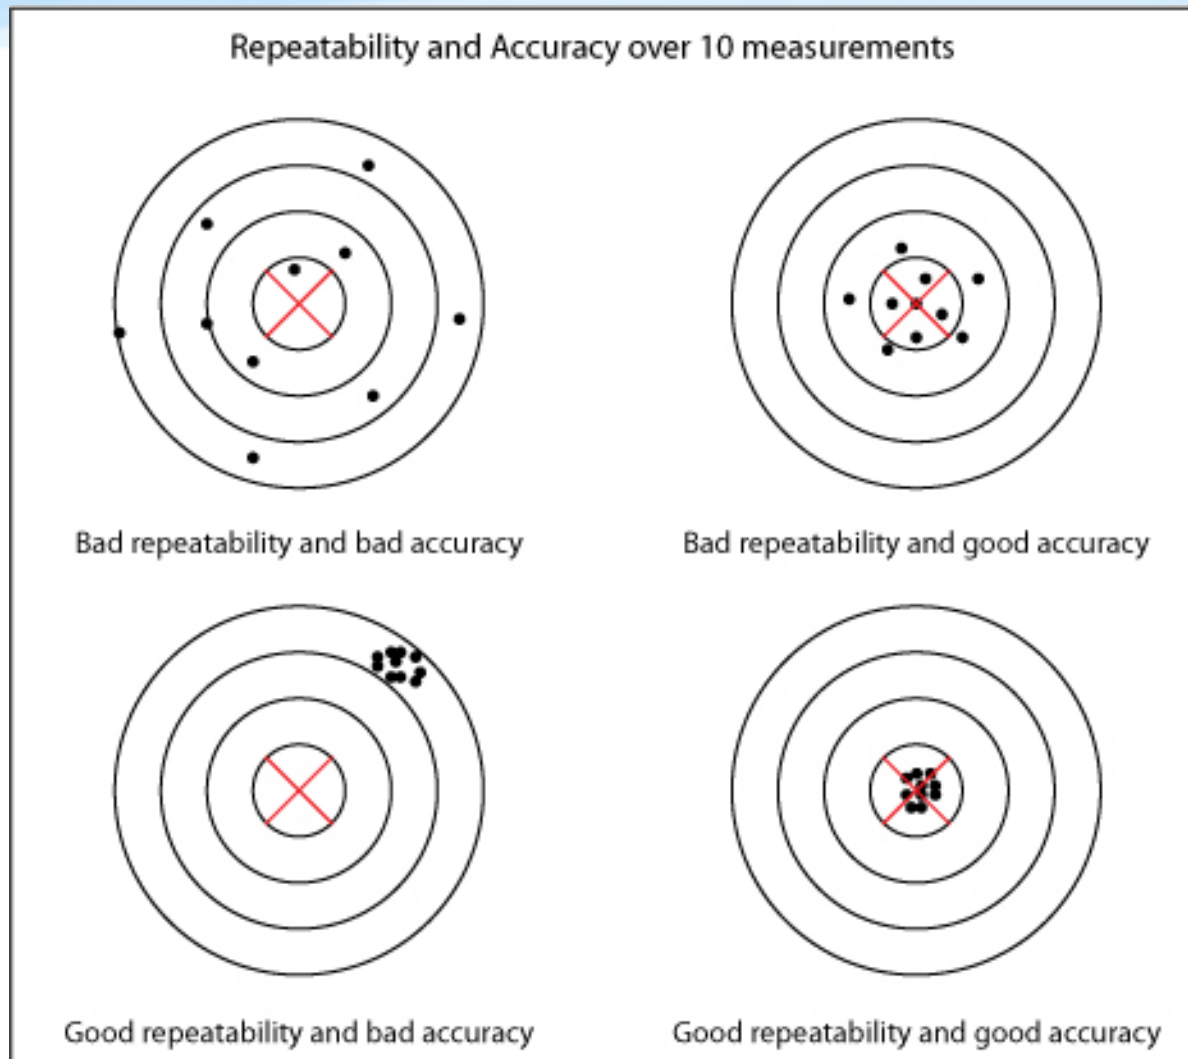 Repeatability and Accuracy over 10 measurements
Bad repeatability and bad accuracy
Bad repeatability and good accuracy
Good repeatability and bad accuracy
Good repeatability and good accuracy